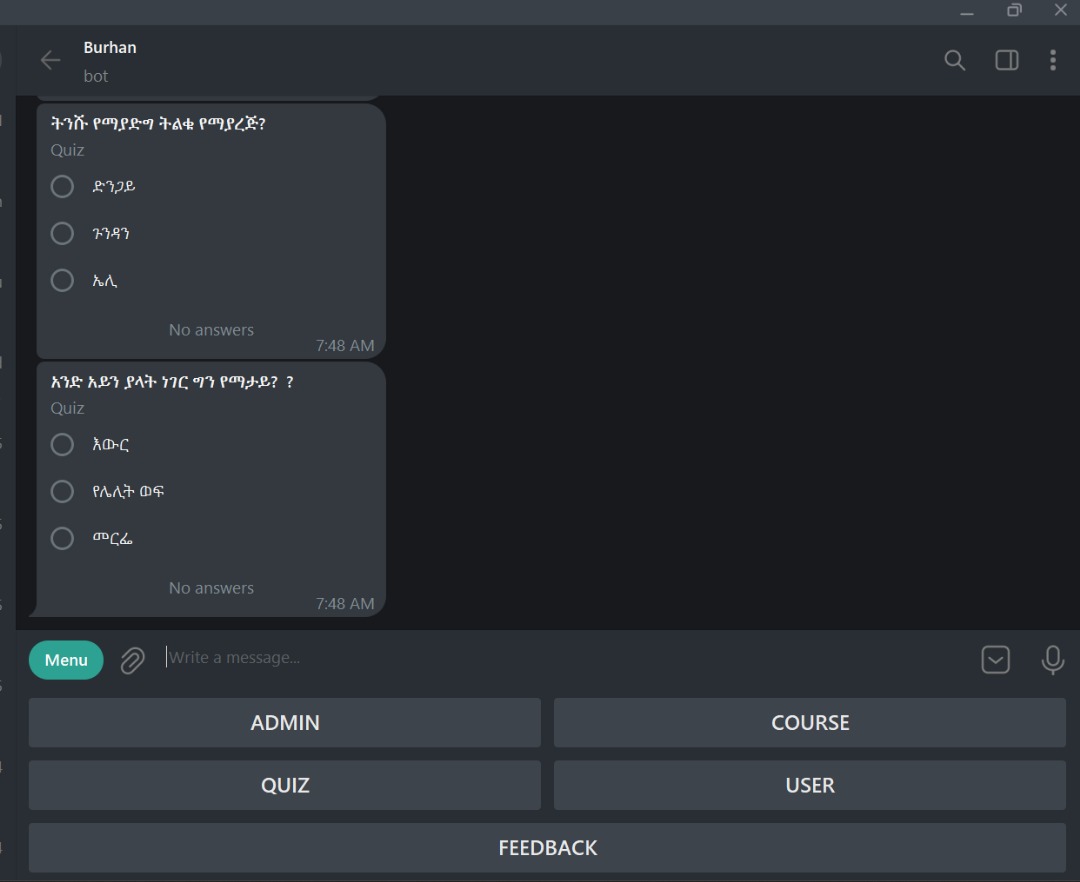 Burhan
bot
ትንሹ የማያድግ ትልቁ የማያረጅ?
Quiz
ድንጋይ
ጉንዳን
ኤሊ
No answers
7:48 AM
አንድ አይን ያላት ነገር ግን የማታይ? ?
Quiz
እውር
የሌሊት ወፍ
መርፌ
No answers
7:48 AM
Menu
Write a message...
ADMIN
COURSE
QUIZ
USER
FEEDBACK